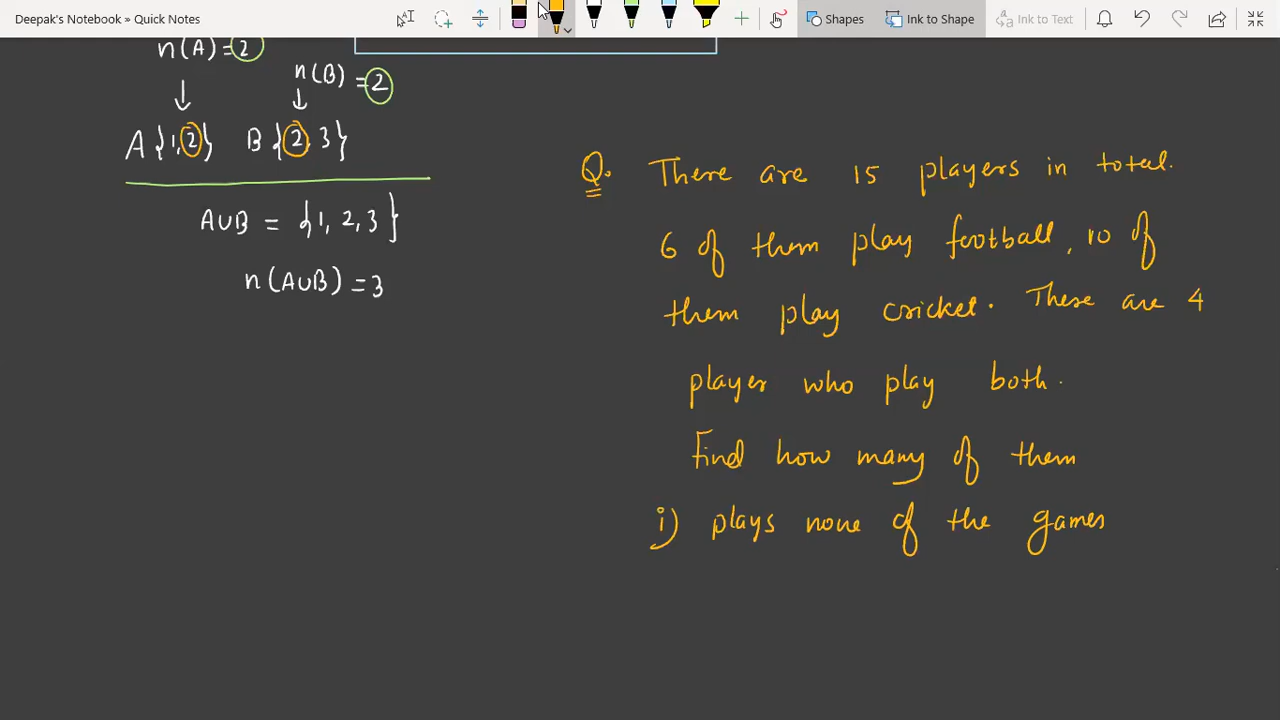 Deepak's Notebook » Quick Notes
Shapes
Ink to Shape
Ink to Text
n(A)=2
n(B)=2
A{1,2} B{2,3}
AUB = {1, 2, 3}
n(AUB) = 3
Q. There are 15 players in total.
6 of them play football, 10 of
them play cricket. These are 4
player who play both.
Find how many of them
i) plays none of the games